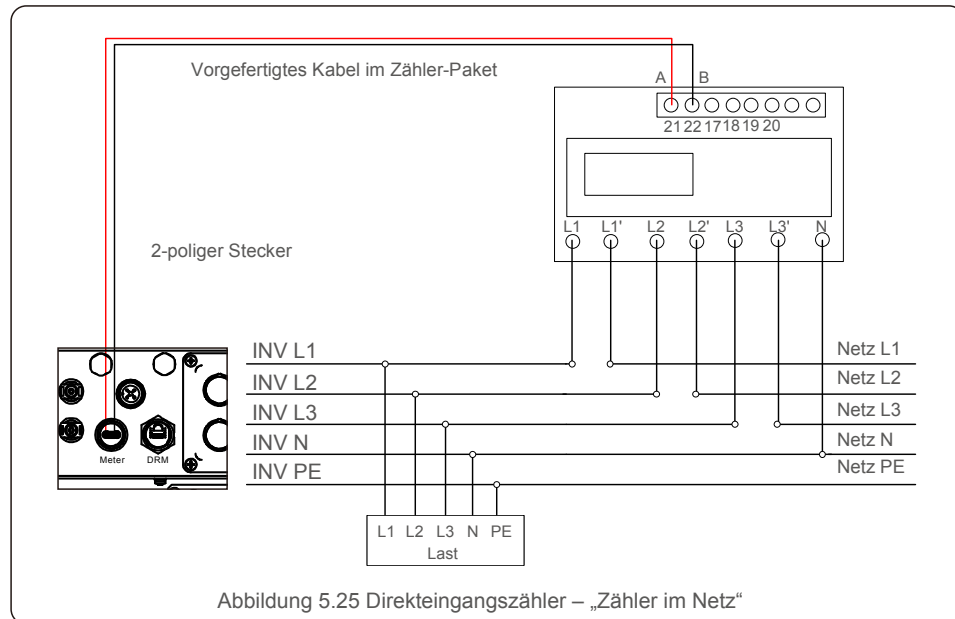 Vorgefertigtes Kabel im Zähler-Paket
A B
21 22 17 18 19 20
L1 L1' L2 L2' L3 L3' N
2-poliger Stecker
INV L1 Netz L1
INV L2 Netz L2
INV L3 Netz L3
INV N Netz N
INV PE Netz PE
Meter DRM
L1 L2 L3 N PE
Last
Abbildung 5.25 Direkteingangszähler – „Zähler im Netz“